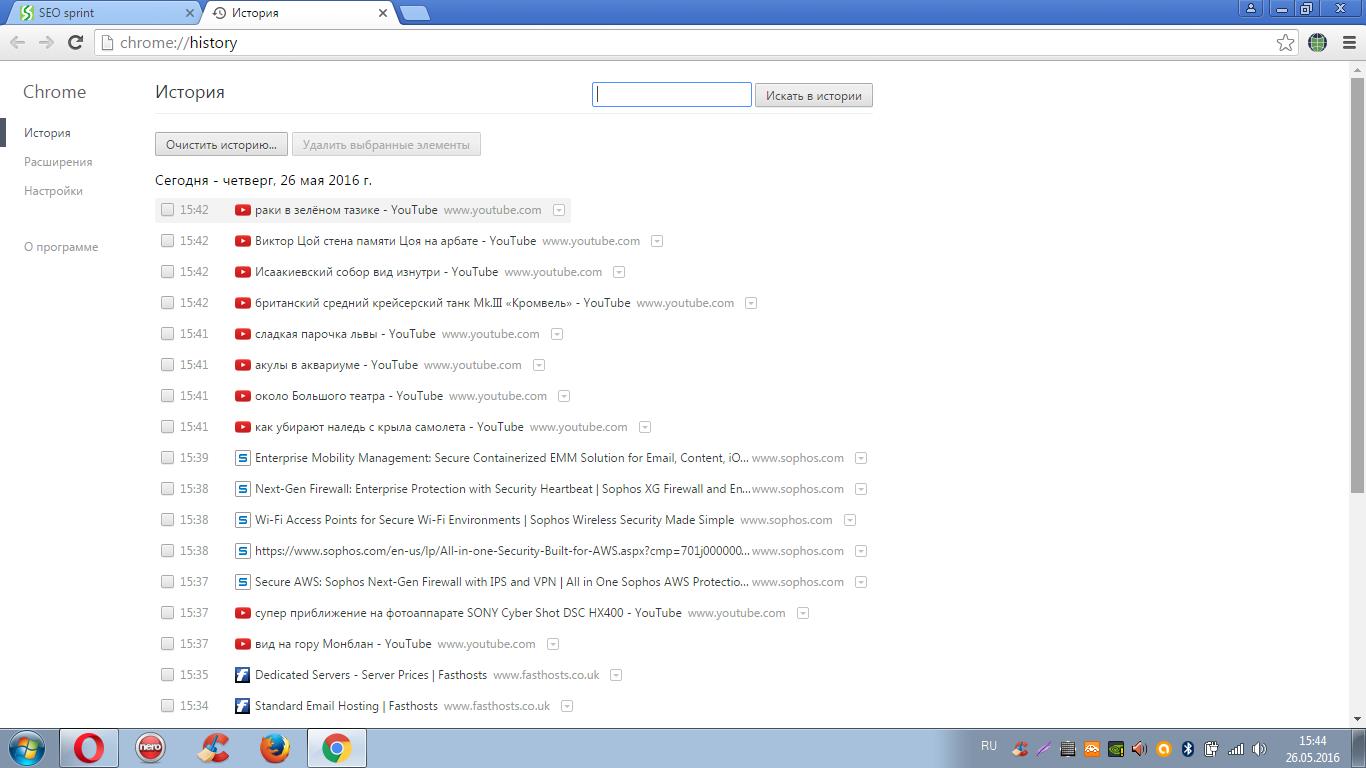 SEO sprint
История
chrome://history
Chrome
История
Расширения
Настройки
О программе
История
Искать в истории
Очистить историю...
Удалить выбранные элементы
Сегодня - четверг, 26 мая 2016 г.
15:42 раки в зелёном тазике - YouTube www.youtube.com
15:42 Виктор Цой стена памяти Цоя на арбате - YouTube www.youtube.com
15:42 Исаакиевский собор вид изнутри - YouTube www.youtube.com
15:42 британский средний крейсерский танк Mk.III «Кромвель» - YouTube www.youtube.com
15:41 сладкая парочка львы - YouTube www.youtube.com
15:41 акулы в аквариуме - YouTube www.youtube.com
15:41 около Большого театра - YouTube www.youtube.com
15:41 как убирают наледь с крыла самолета - YouTube www.youtube.com
15:39 Enterprise Mobility Management: Secure Containerized EMM Solution for Email, Content, iO... www.sophos.com
15:38 Next-Gen Firewall: Enterprise Protection with Security Heartbeat | Sophos XG Firewall and En... www.sophos.com
15:38 Wi-Fi Access Points for Secure Wi-Fi Environments | Sophos Wireless Security Made Simple www.sophos.com
15:38 https://www.sophos.com/en-us/lp/All-in-one-Security-Built-for-AWS.aspx?cmp=701j000000... www.sophos.com
15:37 Secure AWS: Sophos Next-Gen Firewall with IPS and VPN | All in One Sophos AWS Protectio... www.sophos.com
15:37 супер приближение на фотоаппарате SONY Cyber Shot DSC HX400 - YouTube www.youtube.com
15:37 вид на гору Монблан - YouTube www.youtube.com
15:35 Dedicated Servers - Server Prices | Fasthosts www.fasthosts.co.uk
15:34 Standard Email Hosting | Fasthosts www.fasthosts.co.uk
nero
RU
15:44
26.05.2016